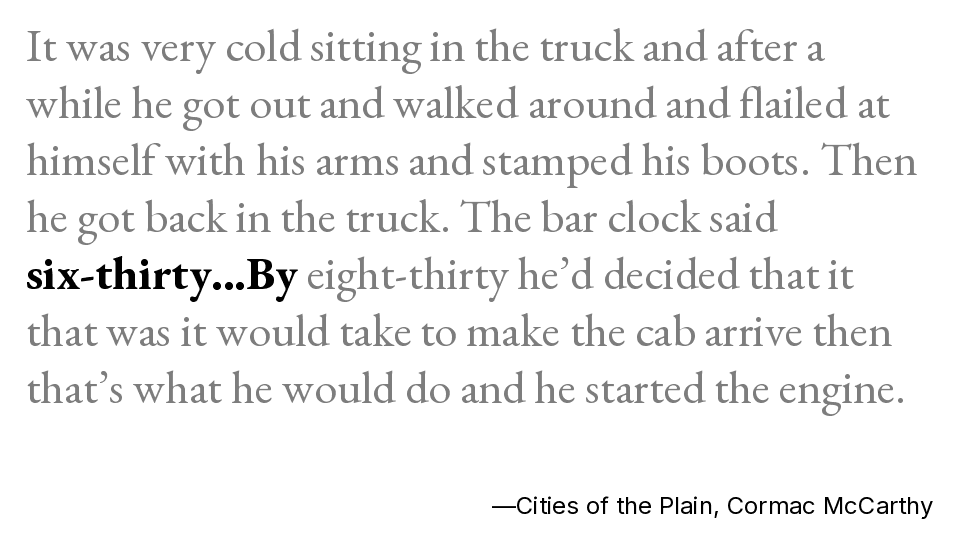 It was very cold sitting in the truck and after a
while he got out and walked around and flailed at
himself with his arms and stamped his boots. Then
he got back in the truck. The bar clock said
six-thirty...By eight-thirty he’d decided that it
that was it would take to make the cab arrive then
that’s what he would do and he started the engine.
—Cities of the Plain, Cormac McCarthy